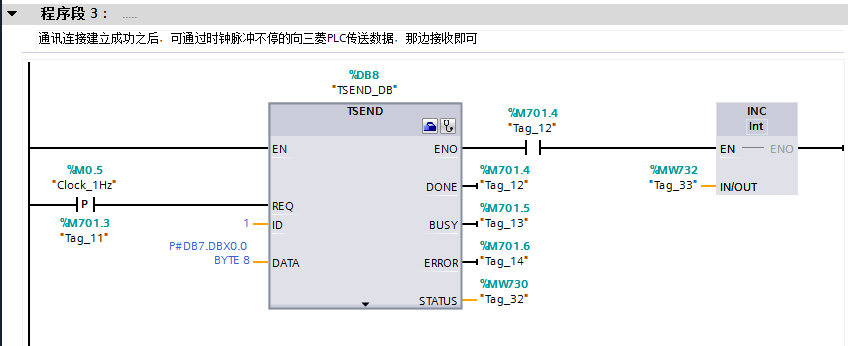 程序段 3： .....
通讯连接建立成功之后，可通过时钟脉冲不停的向三菱PLC传送数据，那边接收即可
%DB8
"TSEND_DB"
TSEND
EN
ENO
%M701.4
"Tag_12"
INC
Int
EN
ENO
%M0.5
"Clock_1Hz"
P
%M701.3
"Tag_11"
REQ
1
ID
P#DB7.DBX0.0
BYTE 8
DATA
DONE
%M701.4
"Tag_12"
BUSY
%M701.5
"Tag_13"
ERROR
%M701.6
"Tag_14"
STATUS
%MW730
"Tag_32"
%MW732
"Tag_33"
IN/OUT